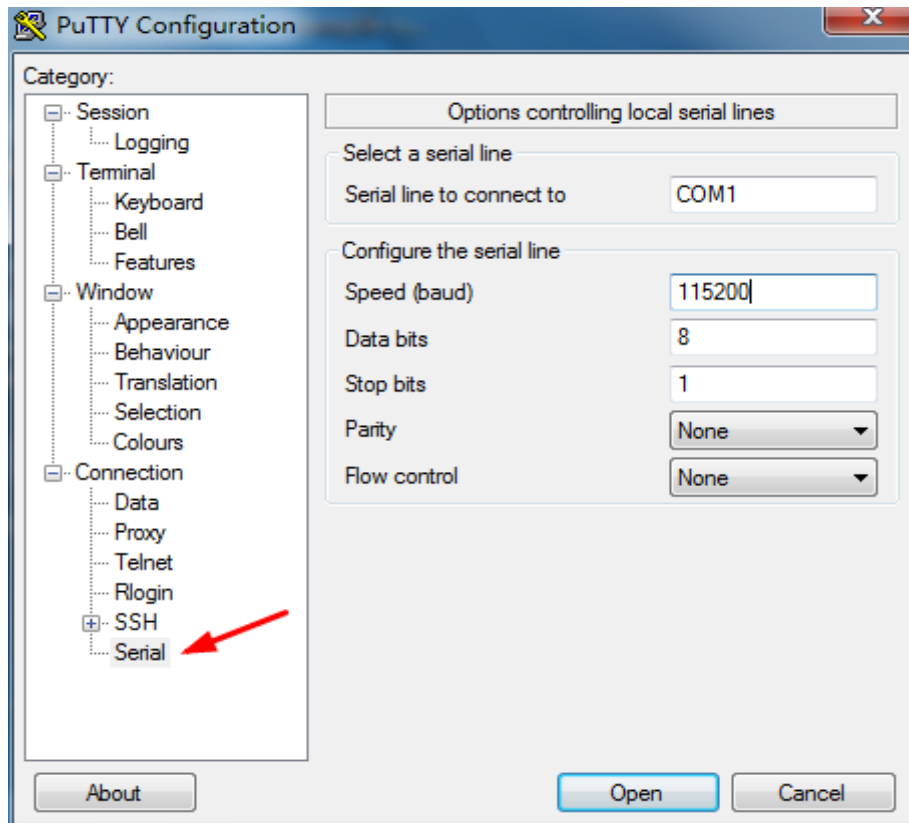 PuTTY Configuration
Category:
Session
Logging
Terminal
Keyboard
Bell
Features
Window
Appearance
Behaviour
Translation
Selection
Colours
Connection
Data
Proxy
Telnet
Rlogin
SSH
Serial
Options controlling local serial lines
Select a serial line
Serial line to connect to COM1
Configure the serial line
Speed (baud) 115200
Data bits 8
Stop bits 1
Parity None
Flow control None
About Open Cancel